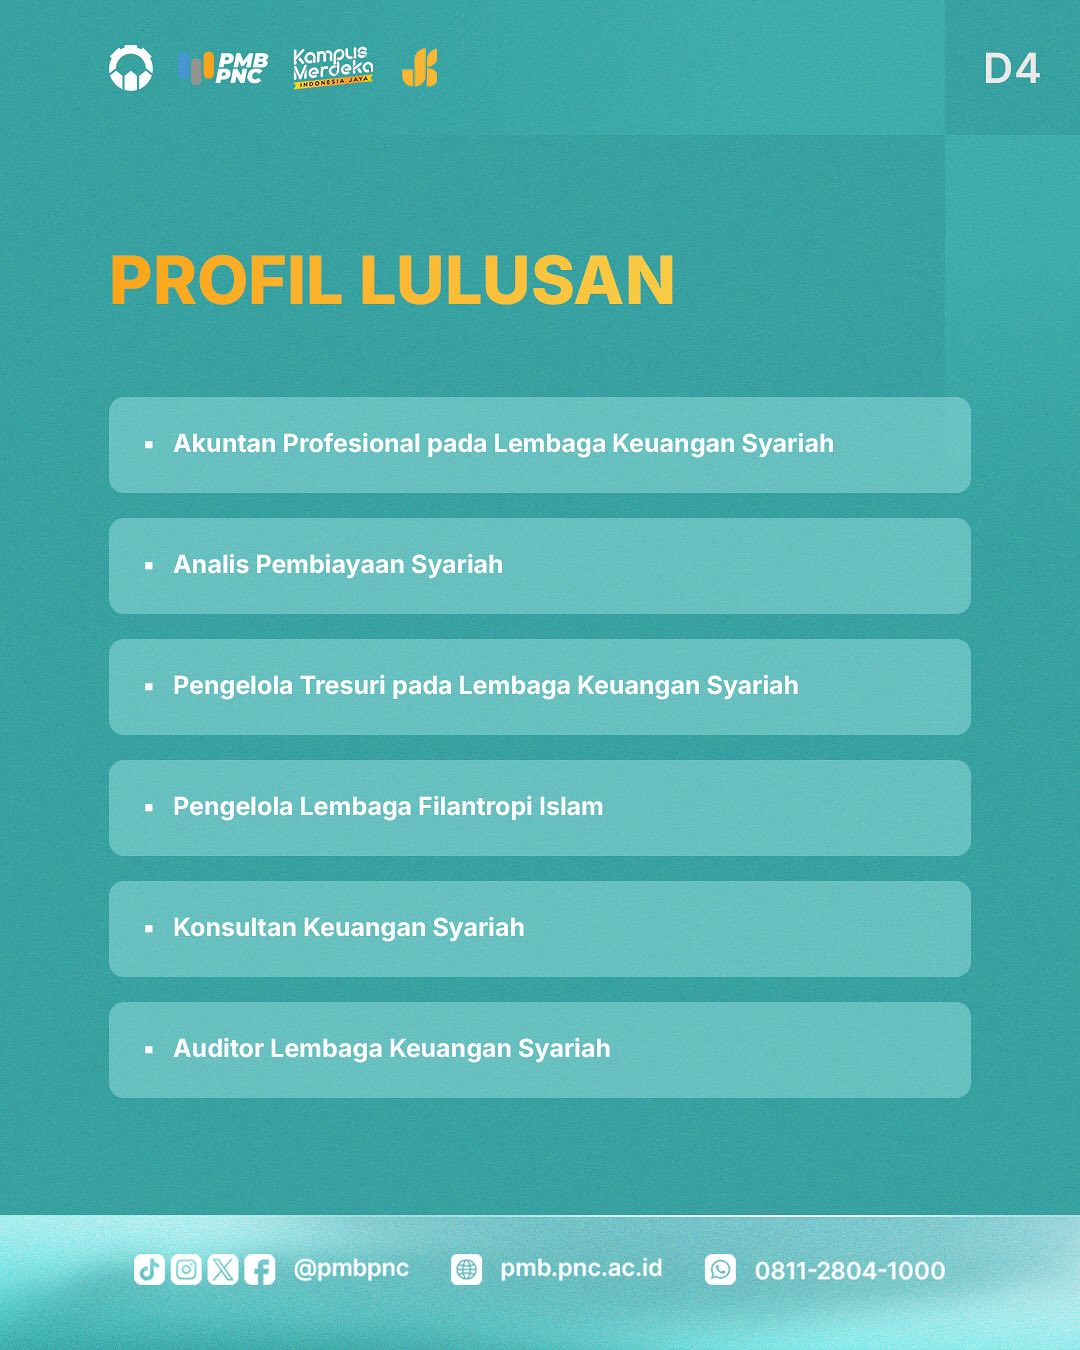 PMB
PNC
Kampus
Merdeka
INDONESIA JAYA
D4
PROFIL LULUSAN
▪ Akuntan Profesional pada Lembaga Keuangan Syariah
▪ Analis Pembiayaan Syariah
▪ Pengelola Tresuri pada Lembaga Keuangan Syariah
▪ Pengelola Lembaga Filantropi Islam
▪ Konsultan Keuangan Syariah
▪ Auditor Lembaga Keuangan Syariah
@pmbpnc
pmb.pnc.ac.id
0811-2804-1000